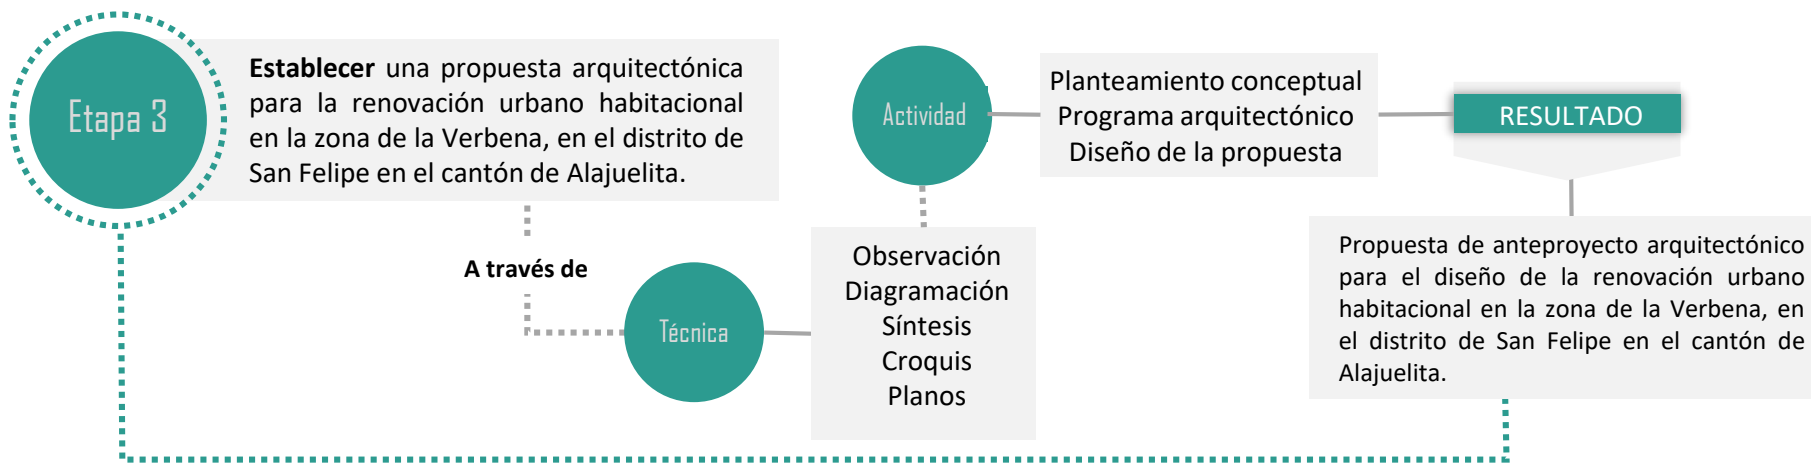 Etapa 3
Establecer una propuesta arquitectónica
para la renovación urbano habitacional
en la zona de la Verbena, en el distrito de
San Felipe en el cantón de Alajuelita.
A través de
Técnica
Observación
Diagramación
Síntesis
Croquis
Planos
Actividad
Planteamiento conceptual
Programa arquitectónico
Diseño de la propuesta
RESULTADO
Propuesta de anteproyecto arquitectónico
para el diseño de la renovación urbano
habitacional en la zona de la Verbena, en
el distrito de San Felipe en el cantón de
Alajuelita.